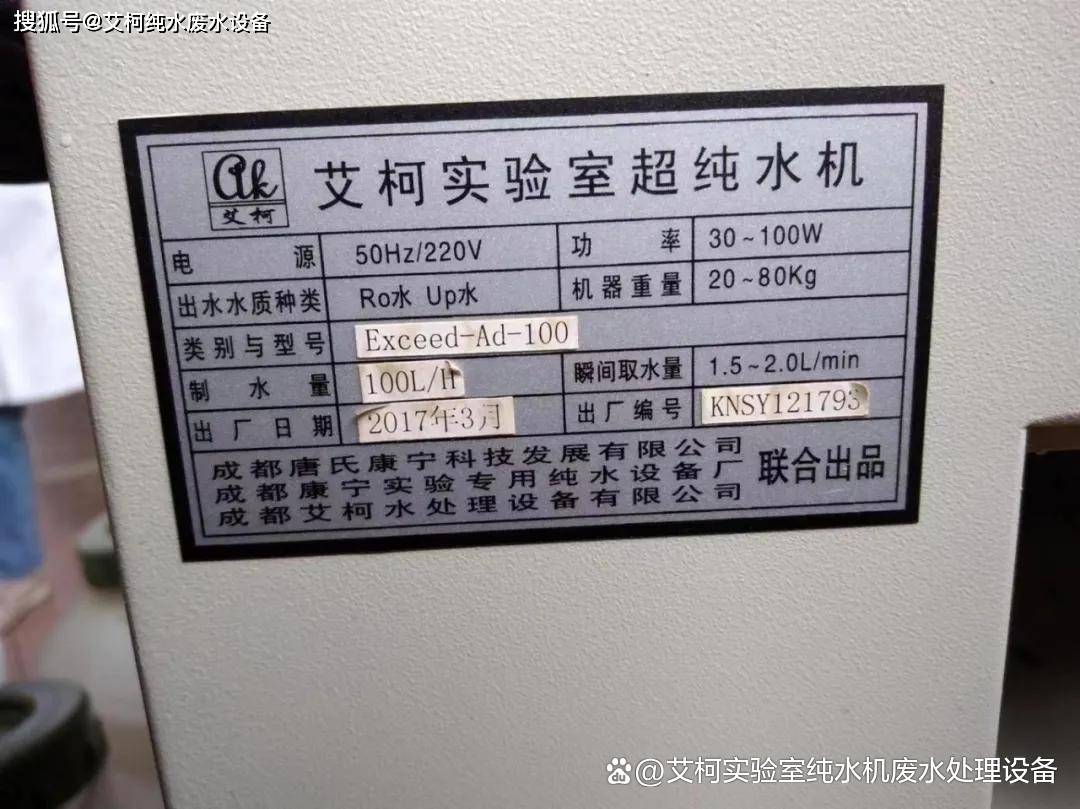 搜狐号@艾柯纯水废水设备
Ak
艾柯
艾柯实验室超纯水机
电源 50Hz/220V 功率 30~100W
出水水质种类 Ro水 Up水 机器重量 20~80Kg
类别与型号 Exceed-Ad-100
制水量 100L/H 瞬间取水量 1.5~2.0L/min
出厂日期 2017年3月 出厂编号 KNSY121793
成都唐氏康宁科技发展有限公司
成都康宁实验专用纯水设备厂 联合出品
成都艾柯水处理设备有限公司
@艾柯实验室纯水机废水处理设备